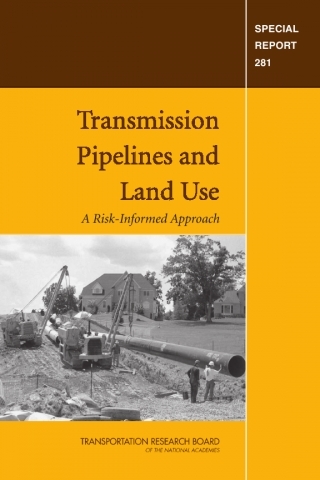 SPECIAL
REPORT
281
Transmission
Pipelines and
Land Use
A Risk-Informed Approach
TRANSPORTATION RESEARCH BOARD
OF THE NATIONAL ACADEMIES